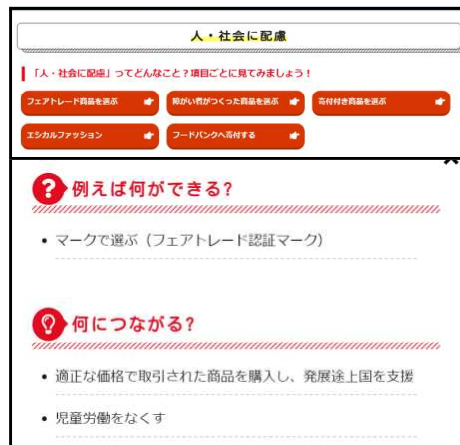 人・社会に配慮
「人・社会に配慮」ってどんなこと？項目ごとに見てみましょう！
フェアトレード商品を選ぶ
障がい者がつくった商品を選ぶ
寄付付き商品を選ぶ
エシカルファッション
フードバンクへ寄付する
例えば何ができる?
• マークで選ぶ（フェアトレード認証マーク）
何につながる?
• 適正な価格で取引された商品を購入し、発展途上国を支援
• 児童労働をなくす